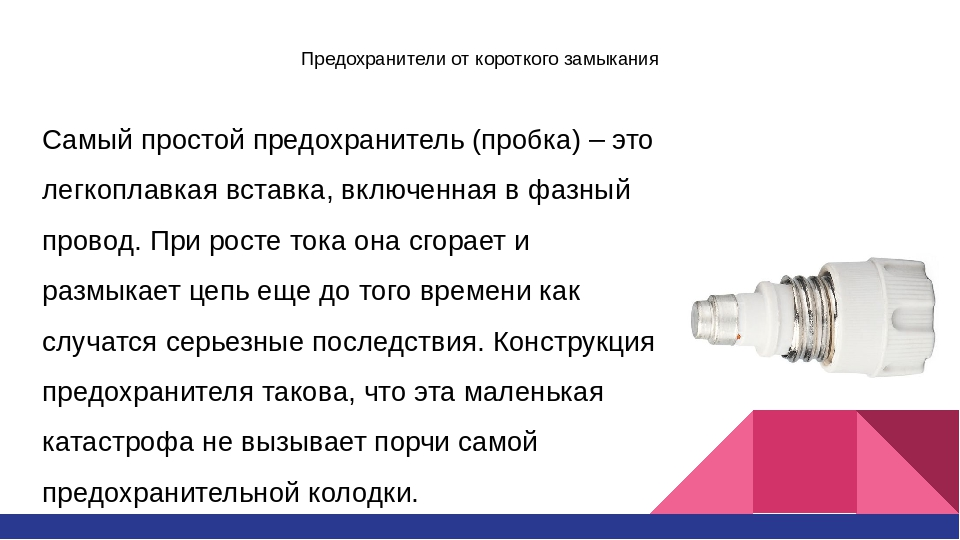 Предохранители от короткого замыкания
Самый простой предохранитель (пробка) – это
легкоплавкая вставка, включенная в фазный
провод. При росте тока она сгорает и
размыкает цепь еще до того времени как
случатся серьезные последствия. Конструкция
предохранителя такова, что эта маленькая
катастрофа не вызывает порчи самой
предохранительной колодки.